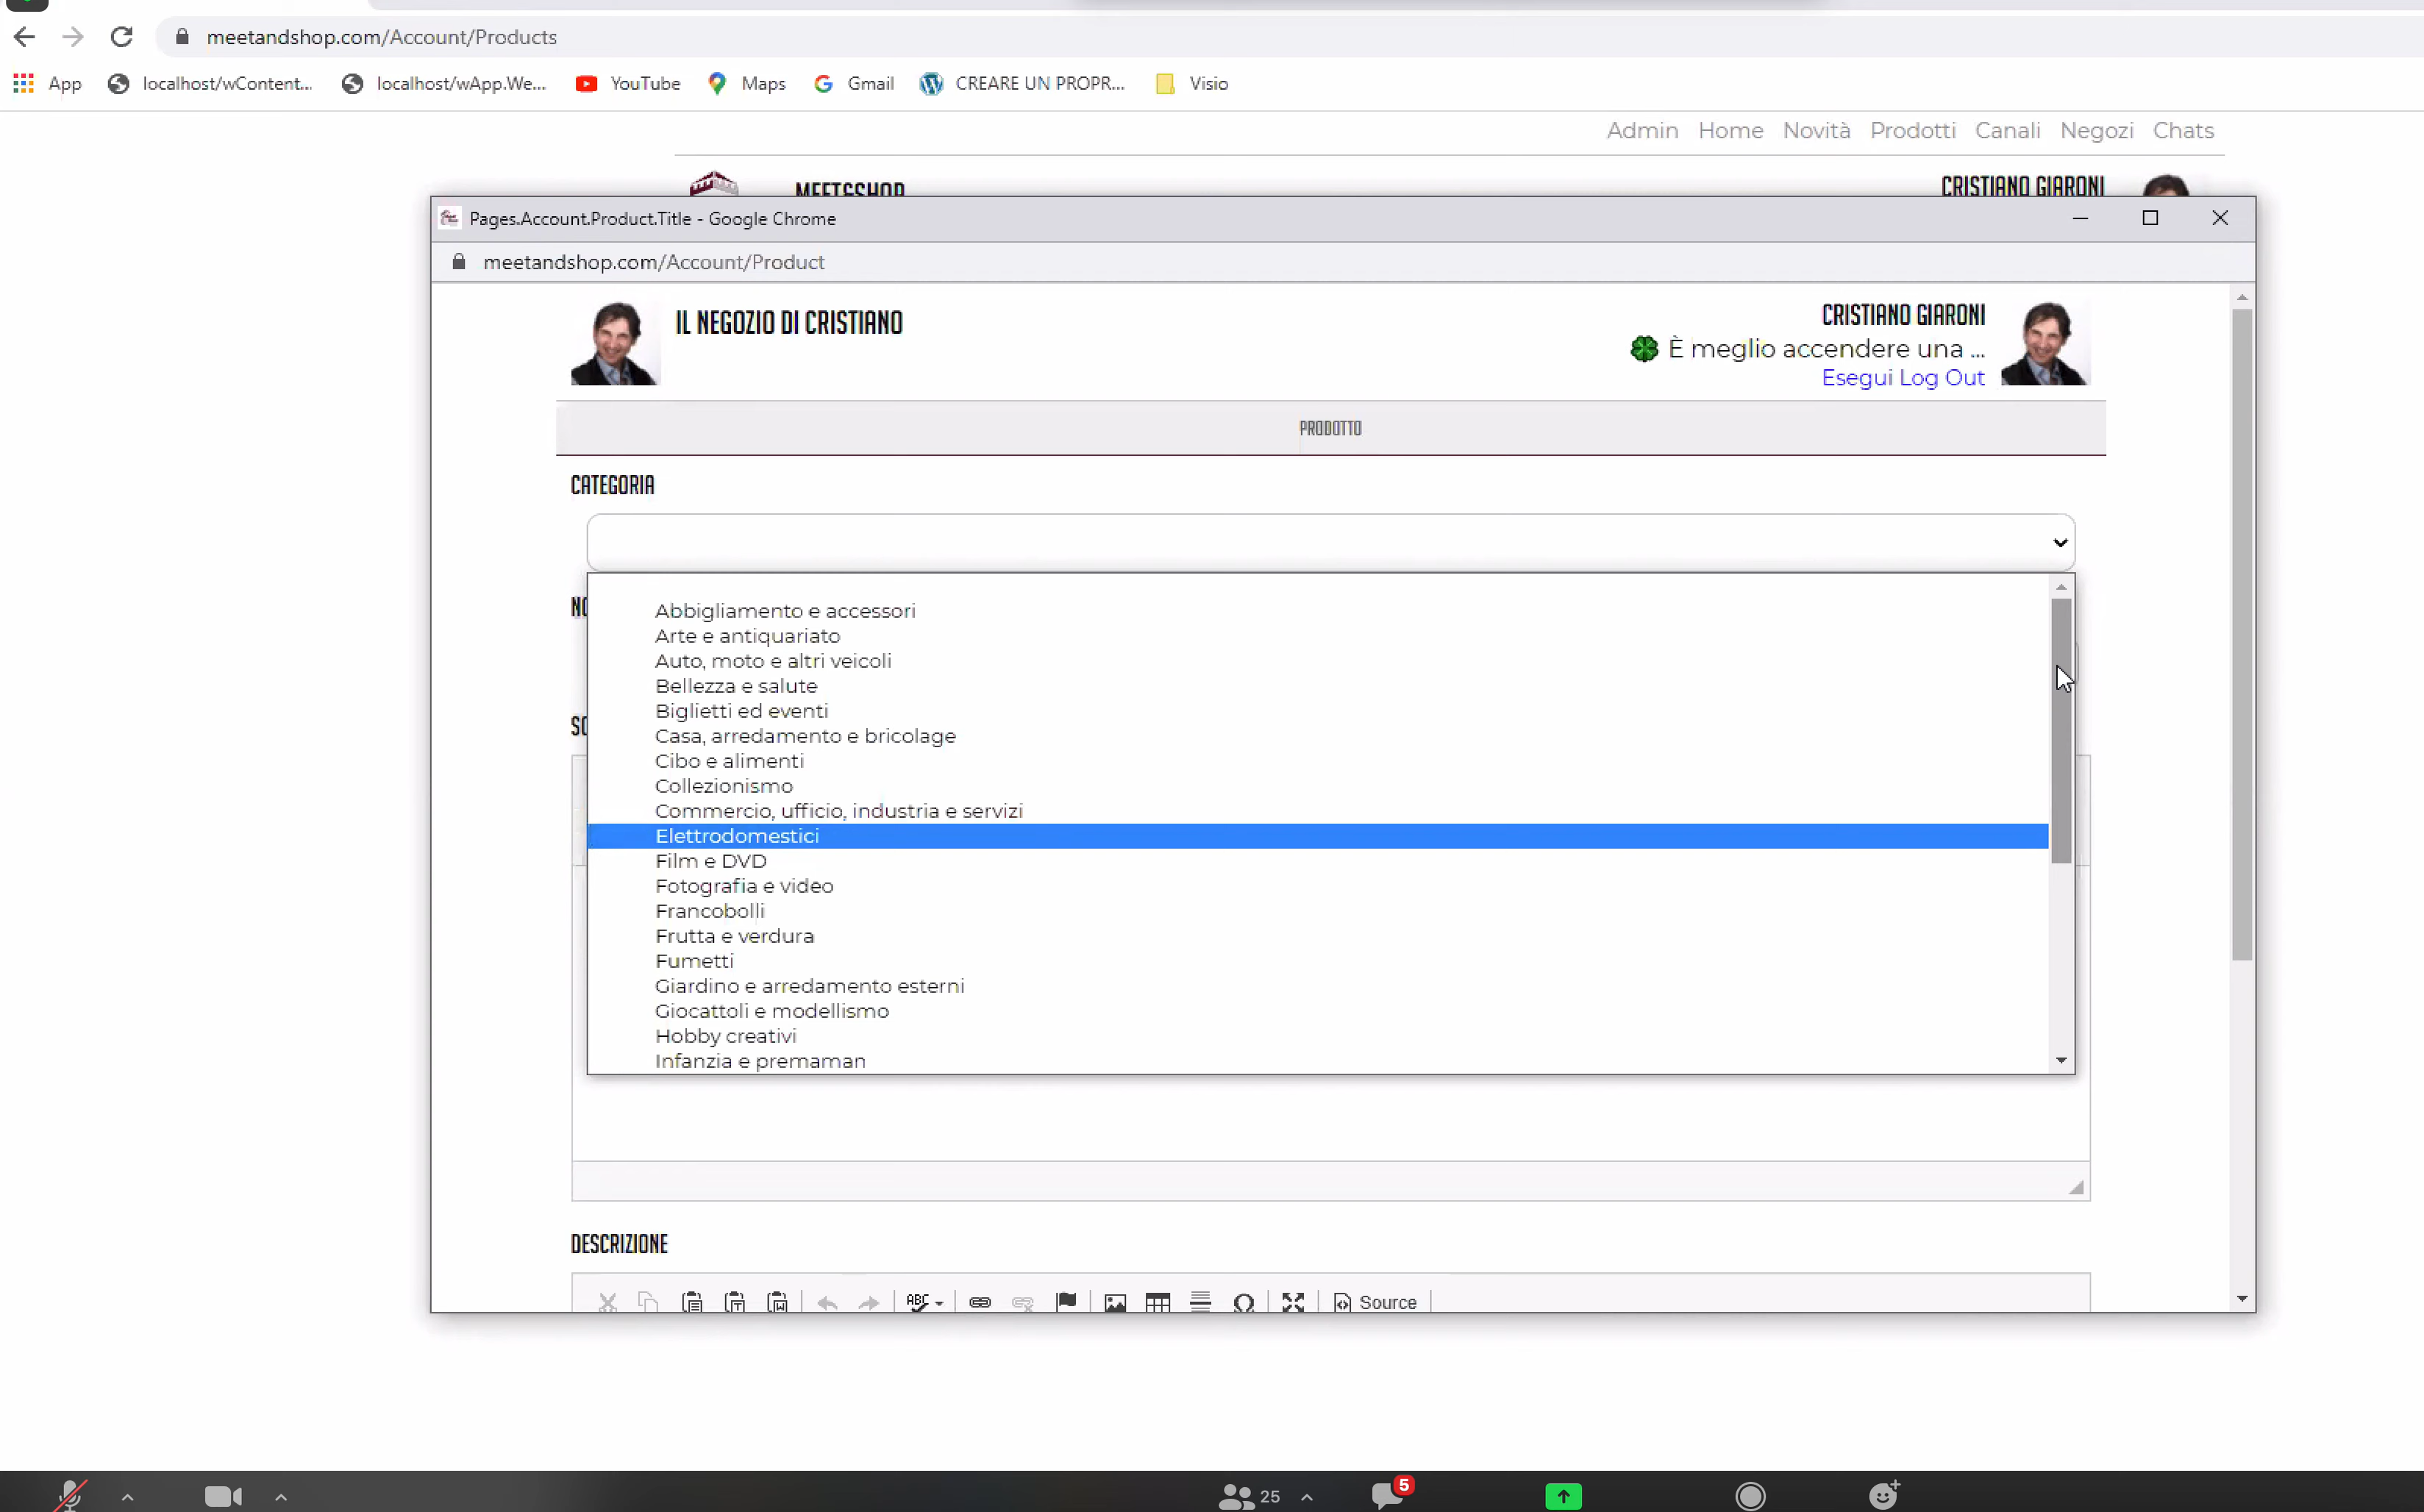 meetandshop.com/Account/Products
App localhost/wContent... localhost/wApp.We... YouTube Maps Gmail CREARE UN PROPR... Visio
Admin Home Novità Prodotti Canali Negozi Chats
MEET&SHOP CRISTIANO GIARONI
Pages.Account.Product.Title - Google Chrome
meetandshop.com/Account/Product
IL NEGOZIO DI CRISTIANO
CRISTIANO GIARONI
🍀 È meglio accendere una ...
Esegui Log Out
PRODOTTO
CATEGORIA
Abbigliamento e accessori
Arte e antiquariato
Auto, moto e altri veicoli
Bellezza e salute
Biglietti ed eventi
Casa, arredamento e bricolage
Cibo e alimenti
Collezionismo
Commercio, ufficio, industria e servizi
Elettrodomestici
Film e DVD
Fotografia e video
Francobolli
Frutta e verdura
Fumetti
Giardino e arredamento esterni
Giocattoli e modellismo
Hobby creativi
Infanzia e premaman
DESCRIZIONE
ABC Source
25 5